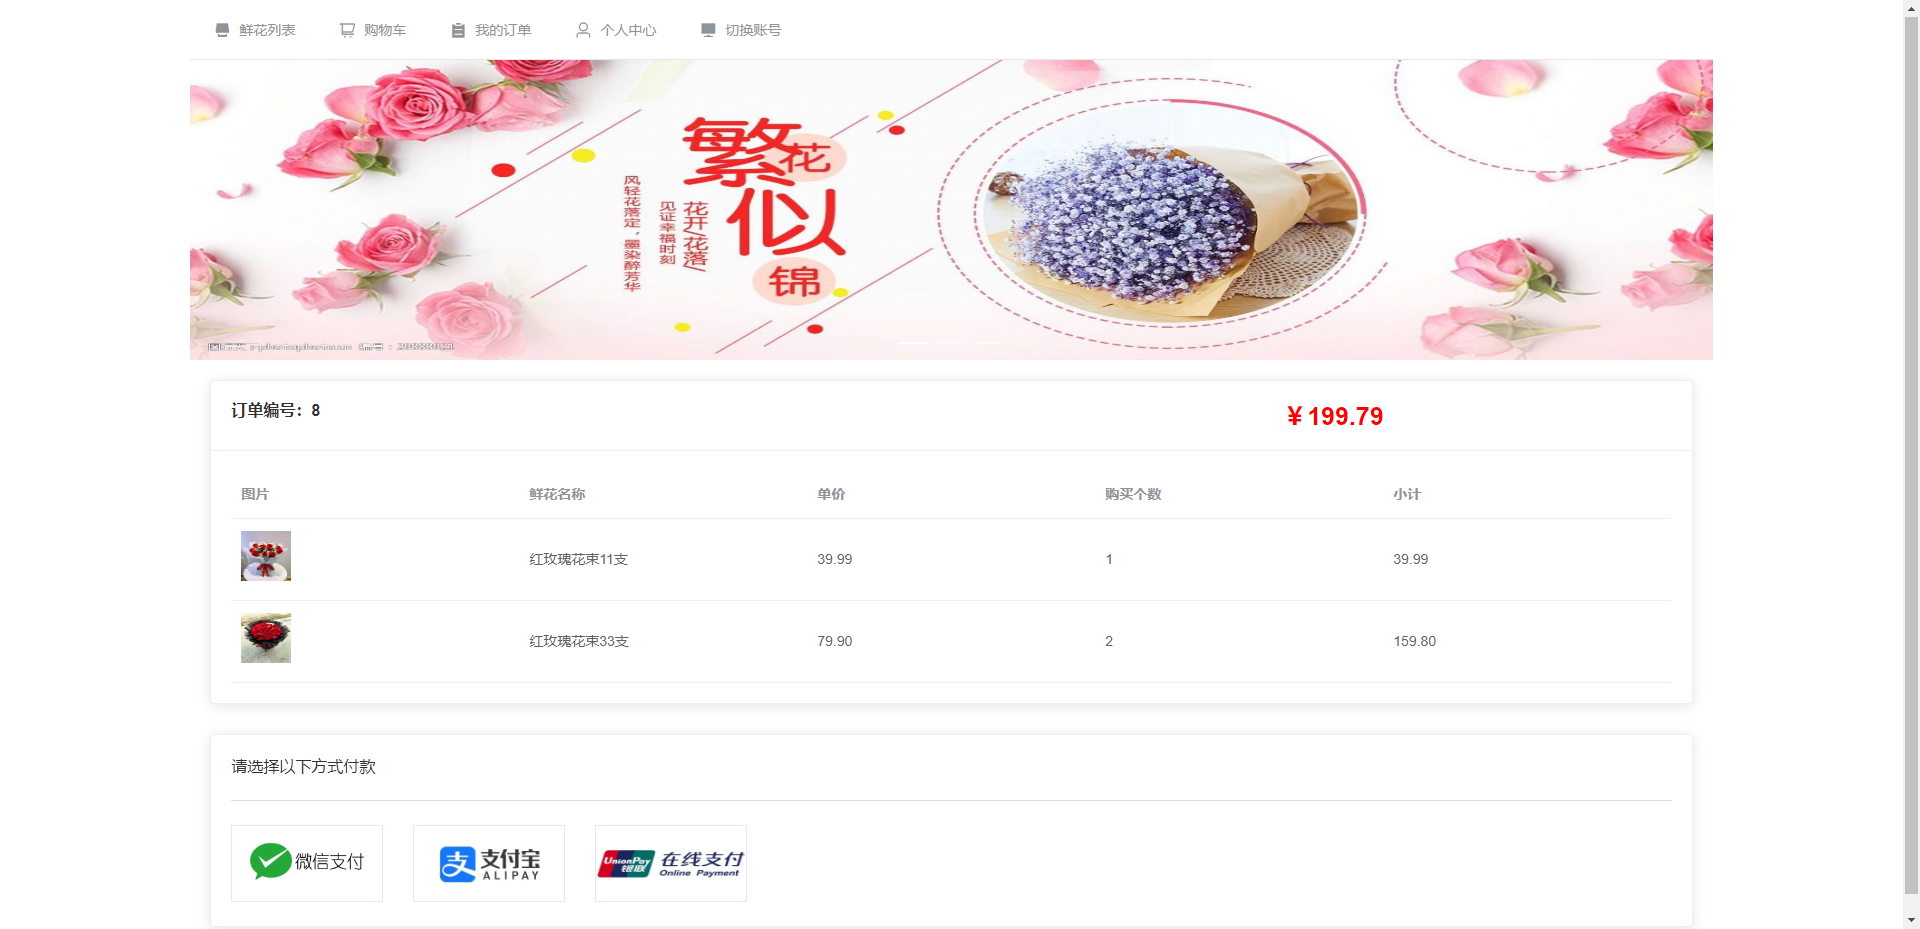 鲜花列表 购物车 我的订单 个人中心 切换账号
繁花
似锦
花开/花落/
见证幸福时刻
风轻花落定，墨染醉芳华
订单编号：8
¥ 199.79
图片 鲜花名称 单价 购买个数 小计
红玫瑰花束11支 39.99 1 39.99
红玫瑰花束33支 79.90 2 159.80
请选择以下方式付款
微信支付
支付宝
ALIPAY
UnionPay
银联
在线支付
Online Payment